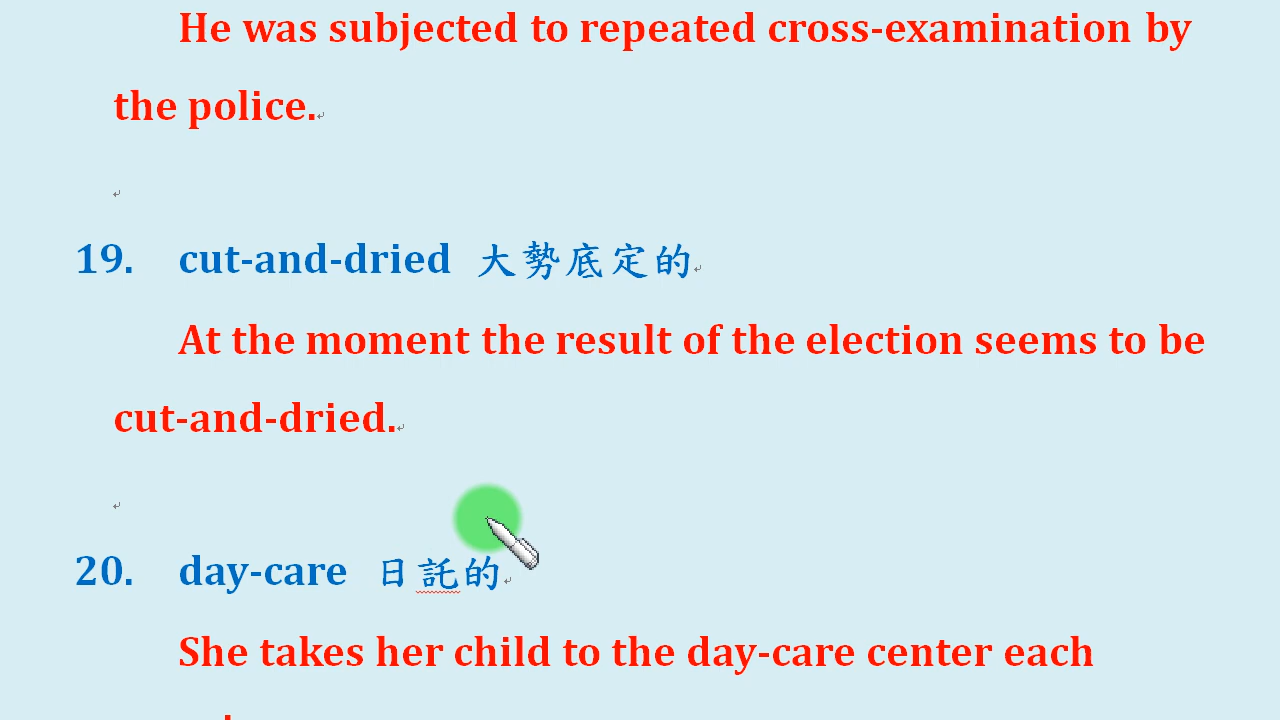 He was subjected to repeated cross-examination by
the police.
19. cut-and-dried 大勢底定的
At the moment the result of the election seems to be
cut-and-dried.
20. day-care 日託的
She takes her child to the day-care center each